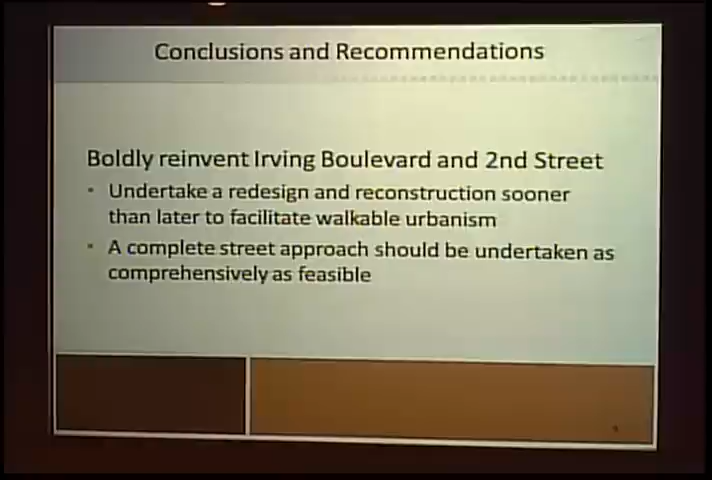 Conclusions and Recommendations
Boldly reinvent Irving Boulevard and 2nd Street
• Undertake a redesign and reconstruction sooner
than later to facilitate walkable urbanism
• A complete street approach should be undertaken as
comprehensively as feasible